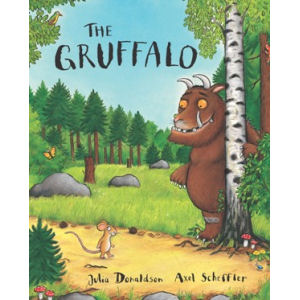 THE
GRUFFALO
Julia Donaldson Axel Scheffler